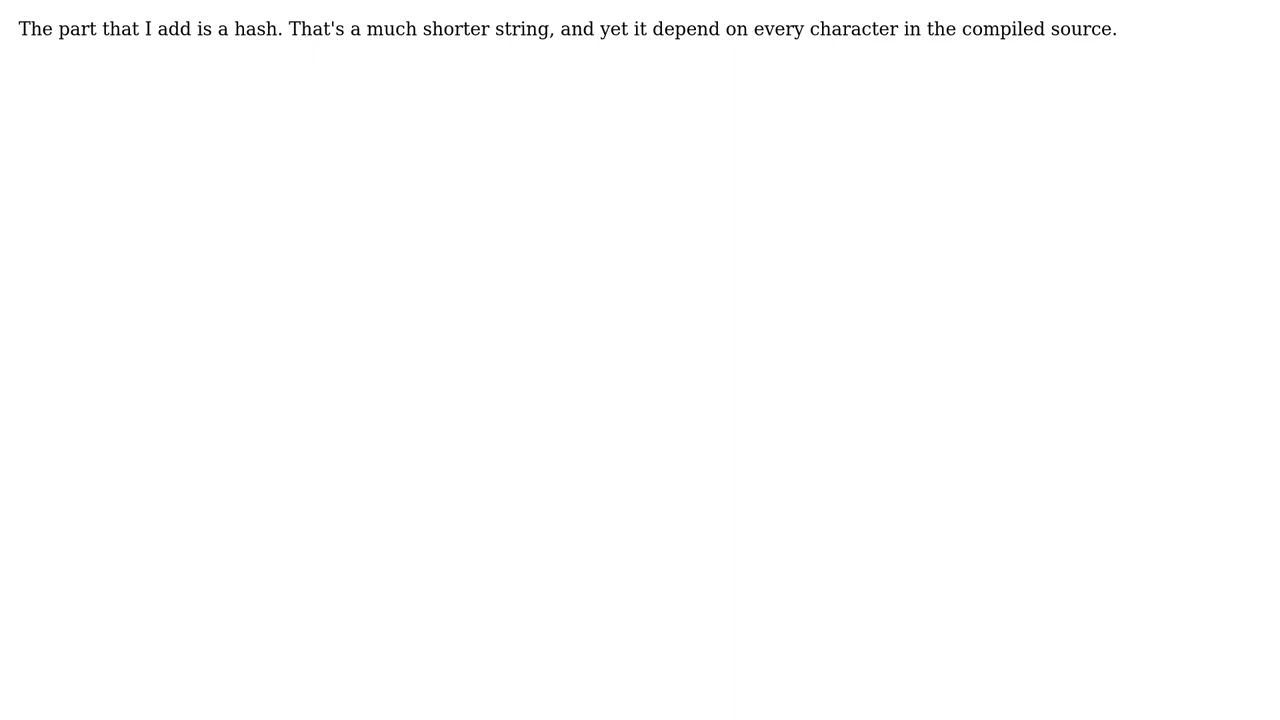 The part that I add is a hash. That's a much shorter string, and yet it depend on every character in the compiled source.